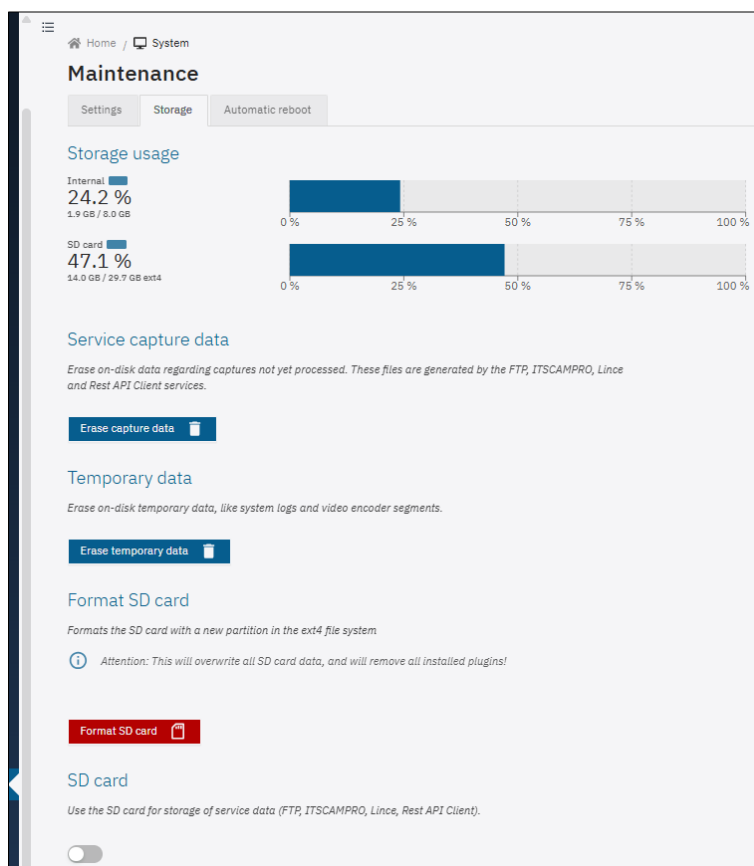 Home / System
Maintenance
Settings Storage Automatic reboot
Storage usage
Internal
24.2 %
1.9 GB / 8.0 GB
0 % 25 % 50 % 75 % 100 %
SD card
47.1 %
14.0 GB / 29.7 GB ext4
0 % 25 % 50 % 75 % 100 %
Service capture data
Erase on-disk data regarding captures not yet processed. These files are generated by the FTP, ITSCAMPRO, Lince
and Rest API Client services.
Erase capture data
Temporary data
Erase on-disk temporary data, like system logs and video encoder segments.
Erase temporary data
Format SD card
Formats the SD card with a new partition in the ext4 file system
Attention: This will overwrite all SD card data, and will remove all installed plugins!
Format SD card
SD card
Use the SD card for storage of service data (FTP, ITSCAMPRO, Lince, Rest API Client).